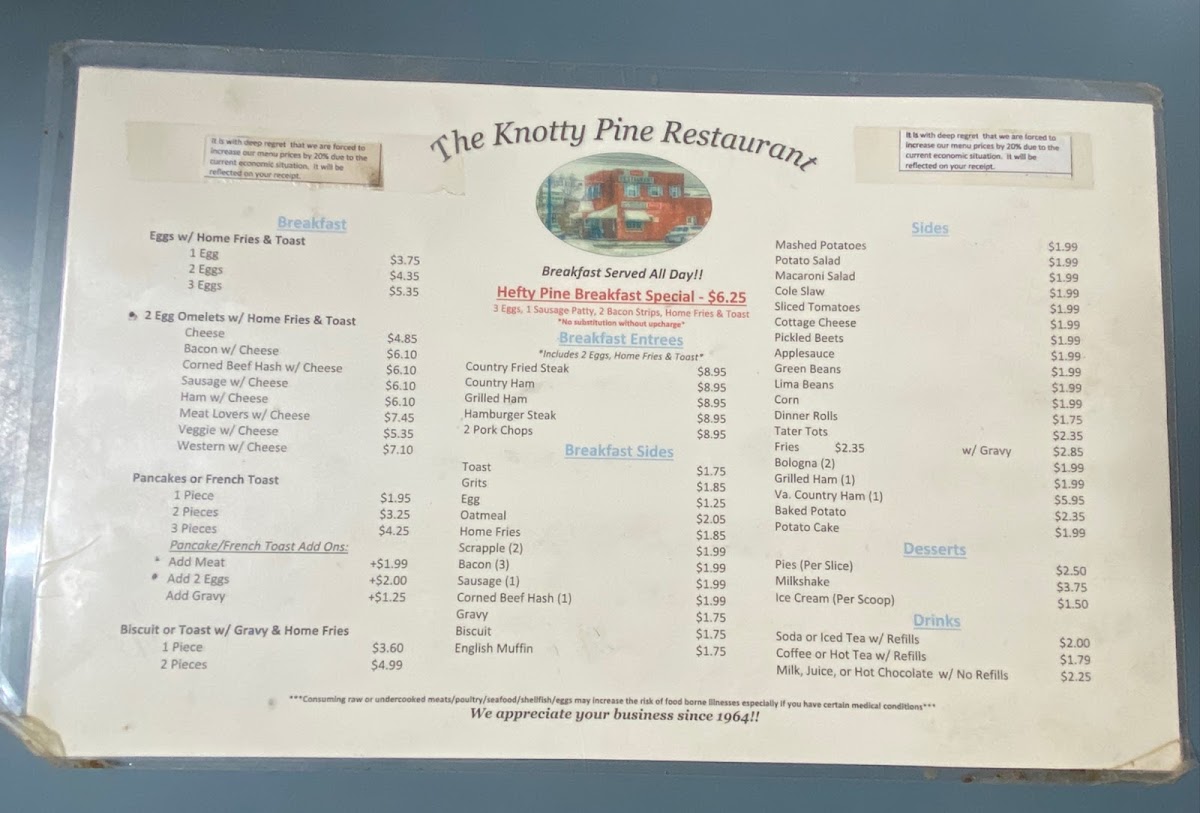 The Knotty Pine Restaurant
It is with deep regret that we are forced to
increase our menu prices by 20% due to the
current economic situation. It will be
reflected on your receipt.
It is with deep regret that we are forced to
increase our menu prices by 20% due to the
current economic situation. It will be
reflected on your receipt.
Breakfast
Eggs w/ Home Fries & Toast
1 Egg $3.75
2 Eggs $4.35
3 Eggs $5.35
2 Egg Omelets w/ Home Fries & Toast
Cheese $4.85
Bacon w/ Cheese $6.10
Corned Beef Hash w/ Cheese $6.10
Sausage w/ Cheese $6.10
Ham w/ Cheese $6.10
Meat Lovers w/ Cheese $7.45
Veggie w/ Cheese $5.35
Western w/ Cheese $7.10
Pancakes or French Toast
1 Piece $1.95
2 Pieces $3.25
3 Pieces $4.25
Pancake/French Toast Add Ons:
* Add Meat +$1.99
* Add 2 Eggs +$2.00
Add Gravy +$1.25
Biscuit or Toast w/ Gravy & Home Fries
1 Piece $3.60
2 Pieces $4.99
Breakfast Served All Day!!
Hefty Pine Breakfast Special - $6.25
3 Eggs, 1 Sausage Patty, 2 Bacon Strips, Home Fries & Toast
*No substitution without upcharge*
Breakfast Entrees
*Includes 2 Eggs, Home Fries & Toast*
Country Fried Steak $8.95
Country Ham $8.95
Grilled Ham $8.95
Hamburger Steak $8.95
2 Pork Chops $8.95
Breakfast Sides
Toast $1.75
Grits $1.85
Egg $1.25
Oatmeal $2.05
Home Fries $1.85
Scrapple (2) $1.99
Bacon (3) $1.99
Sausage (1) $1.99
Corned Beef Hash (1) $1.99
Gravy $1.75
Biscuit $1.75
English Muffin $1.75
Sides
Mashed Potatoes $1.99
Potato Salad $1.99
Macaroni Salad $1.99
Cole Slaw $1.99
Sliced Tomatoes $1.99
Cottage Cheese $1.99
Pickled Beets $1.99
Applesauce $1.99
Green Beans $1.99
Lima Beans $1.99
Corn $1.99
Dinner Rolls $1.75
Tater Tots $2.35
Fries $2.35 w/ Gravy $2.85
Bologna (2) $1.99
Grilled Ham (1) $1.99
Va. Country Ham (1) $5.95
Baked Potato $2.35
Potato Cake $1.99
Desserts
Pies (Per Slice) $2.50
Milkshake $3.75
Ice Cream (Per Scoop) $1.50
Drinks
Soda or Iced Tea w/ Refills $2.00
Coffee or Hot Tea w/ Refills $1.79
Milk, Juice, or Hot Chocolate w/ No Refills $2.25
***Consuming raw or undercooked meats/poultry/seafood/shellfish/eggs may increase the risk of food borne illnesses especially if you have certain medical conditions***
We appreciate your business since 1964!!